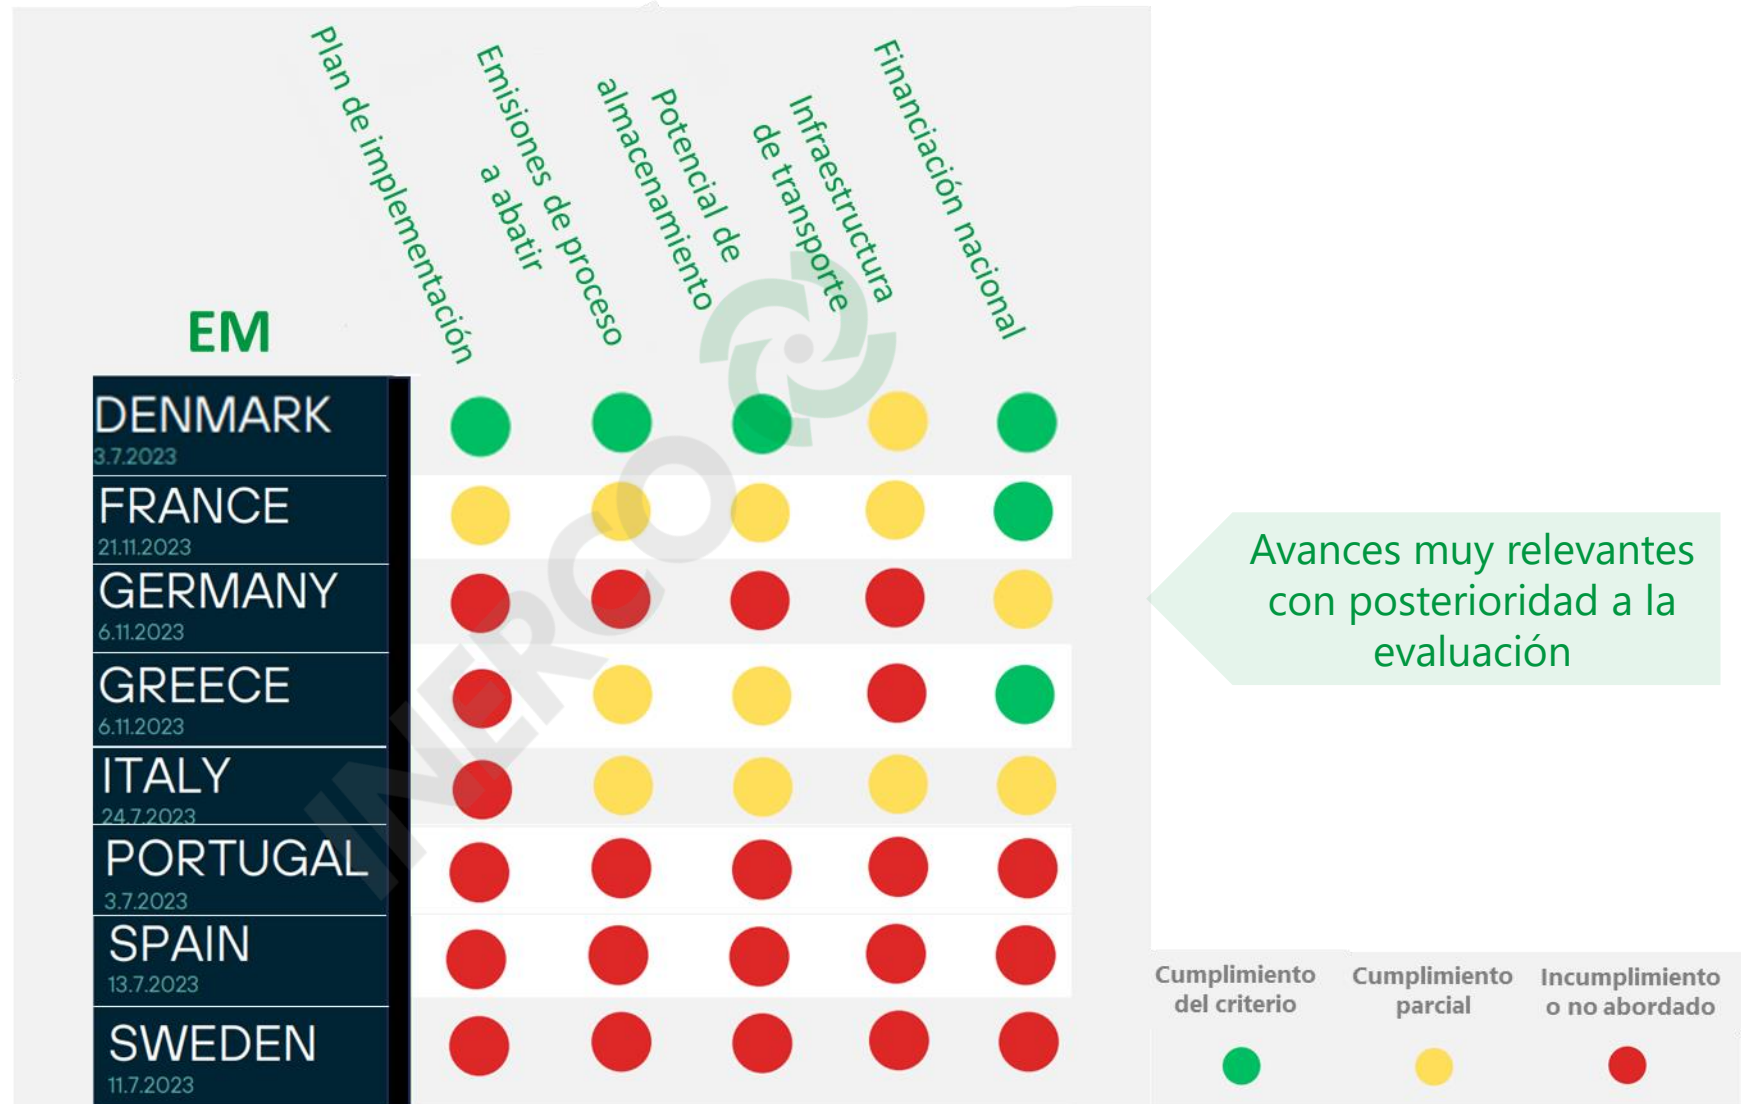 Plan de implementación
Emisiones de proceso
a abatir
Potencial de
almacenamiento
Infraestructura
de transporte
Financiación nacional
EM
DENMARK
3.7.2023
FRANCE
21.11.2023
GERMANY
6.11.2023
GREECE
6.11.2023
ITALY
24.7.2023
PORTUGAL
3.7.2023
SPAIN
13.7.2023
SWEDEN
11.7.2023
INERCO
Avances muy relevantes
con posterioridad a la
evaluación
Cumplimiento
del criterio
Cumplimiento
parcial
Incumplimiento
o no abordado